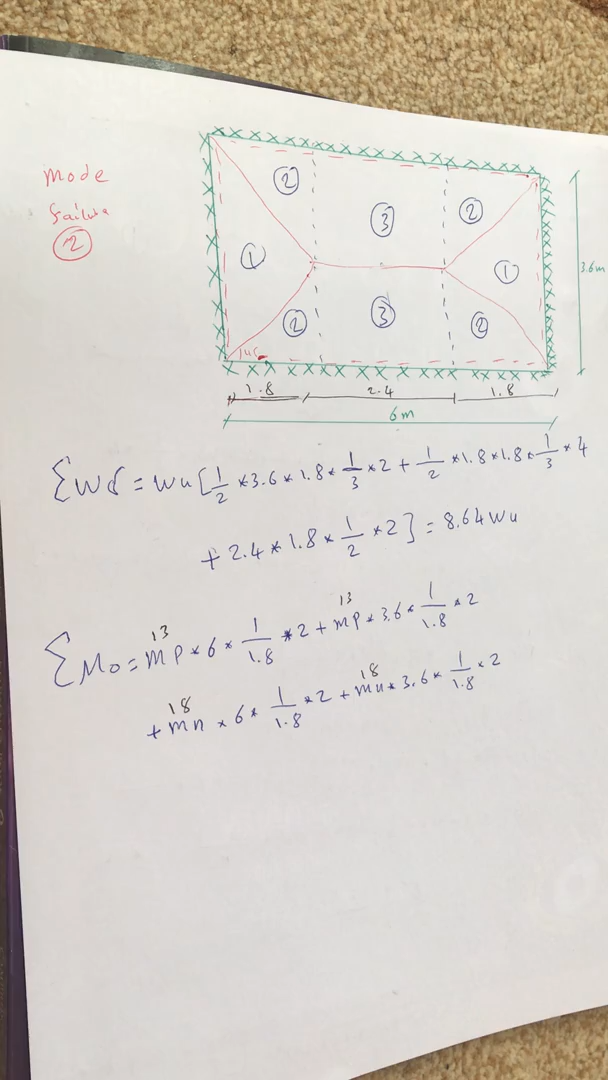 mode
failure
2
2
2
3
1
1
3.6m
2
3
2
1.8
2.4
1.8
6m
Σwδ = wu [ 1/2 * 3.6 * 1.8 * 1/3 * 2 + 1/2 * 1.8 * 1.8 * 1/3 * 4
+ 2.4 * 1.8 * 1/2 * 2 ] = 8.64 wu
13
13
ΣMo = mp * 6 * 1/1.8 * 2 + mp * 3.6 * 1/1.8 * 2
18
18
+ mn * 6 * 1/1.8 * 2 + mn * 3.6 * 1/1.8 * 2